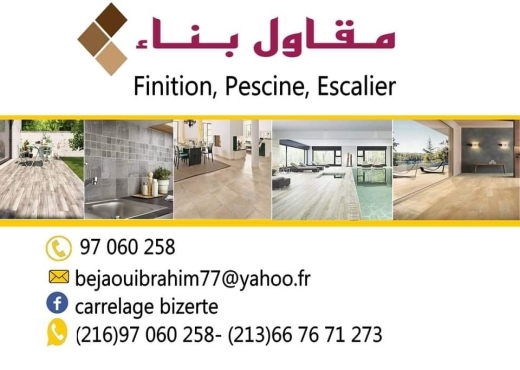 مقاول بناء
Finition, Pescine, Escalier
97 060 258
bejaouibrahim77@yahoo.fr
carrelage bizerte
(216)97 060 258- (213)66 76 71 273